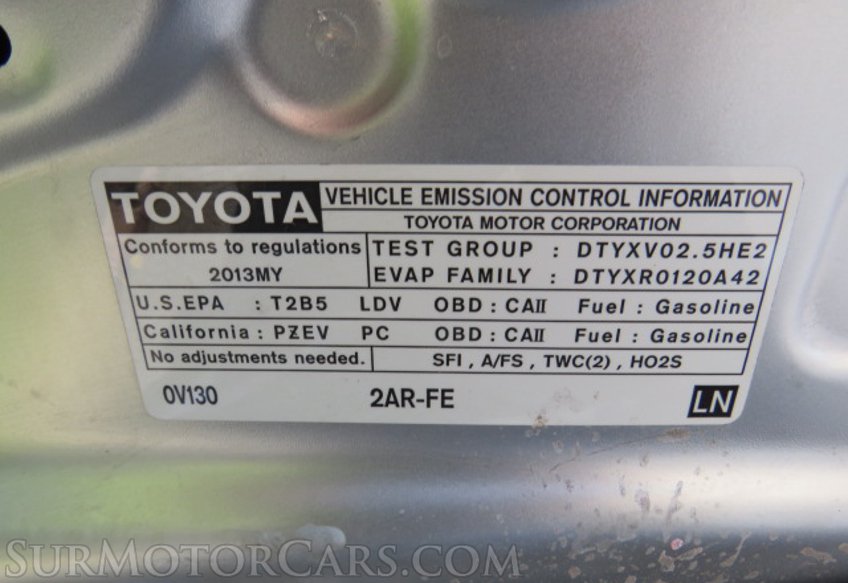 TOYOTA VEHICLE EMISSION CONTROL INFORMATION
TOYOTA MOTOR CORPORATION
Conforms to regulations
2013MY
TEST GROUP : DTYXV02.5HE2
EVAP FAMILY : DTYXR0120A42
U.S.EPA : T2B5 LDV OBD : CAII Fuel : Gasoline
California : PZEV PC OBD : CAII Fuel : Gasoline
No adjustments needed. SFI , A/FS , TWC(2) , HO2S
0V130 2AR-FE LN
SurMotorCars.com